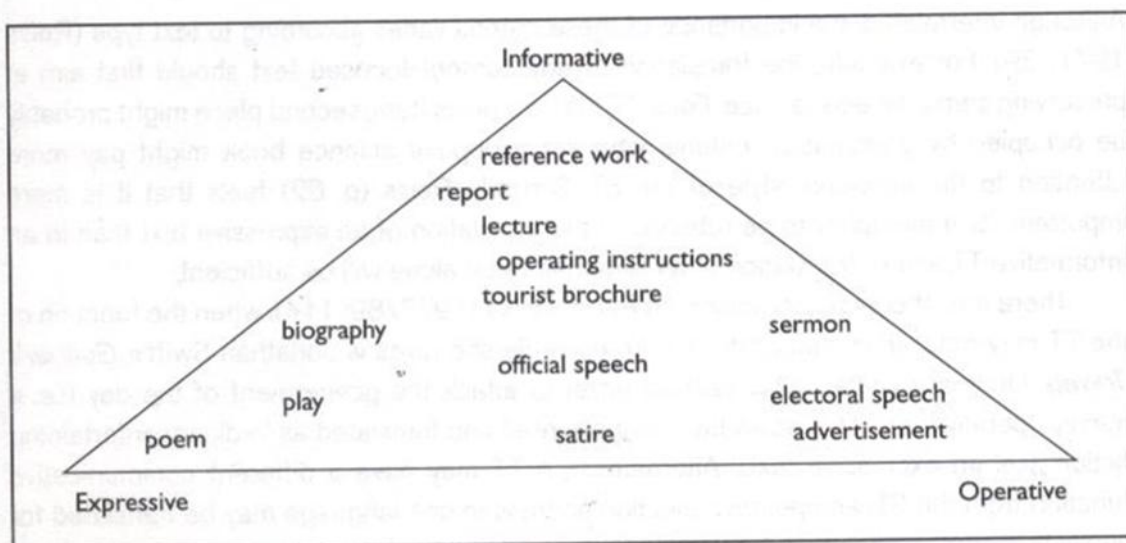 Informative
reference work
report
lecture
operating instructions
tourist brochure
biography sermon
official speech
play electoral speech
poem satire advertisement
Expressive Operative